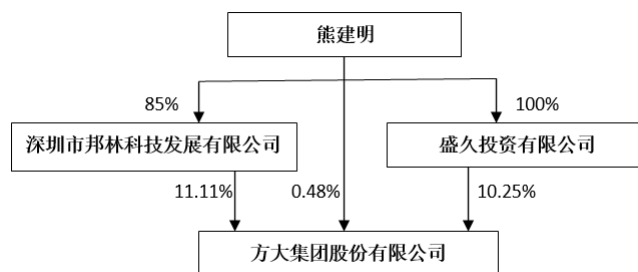 熊建明
85%
100%
深圳市邦林科技发展有限公司
盛久投资有限公司
11.11%
0.48%
10.25%
方大集团股份有限公司